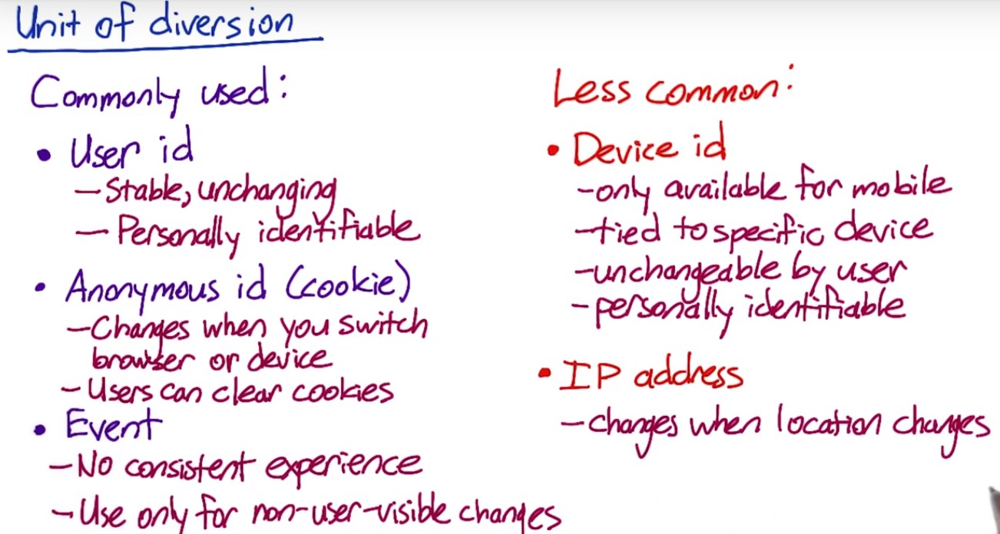 Unit of diversion
Commonly used:
• User id
— Stable, unchanging
— Personally identifiable
• Anonymous id (cookie)
— Changes when you switch
browser or device
– Users can clear cookies
• Event
— No consistent experience
– Use only for non-user-visible changes
Less common:
• Device id
– only available for mobile
– tied to specific device
– unchangeable by user
– personally identifiable
• IP address
– changes when location changes